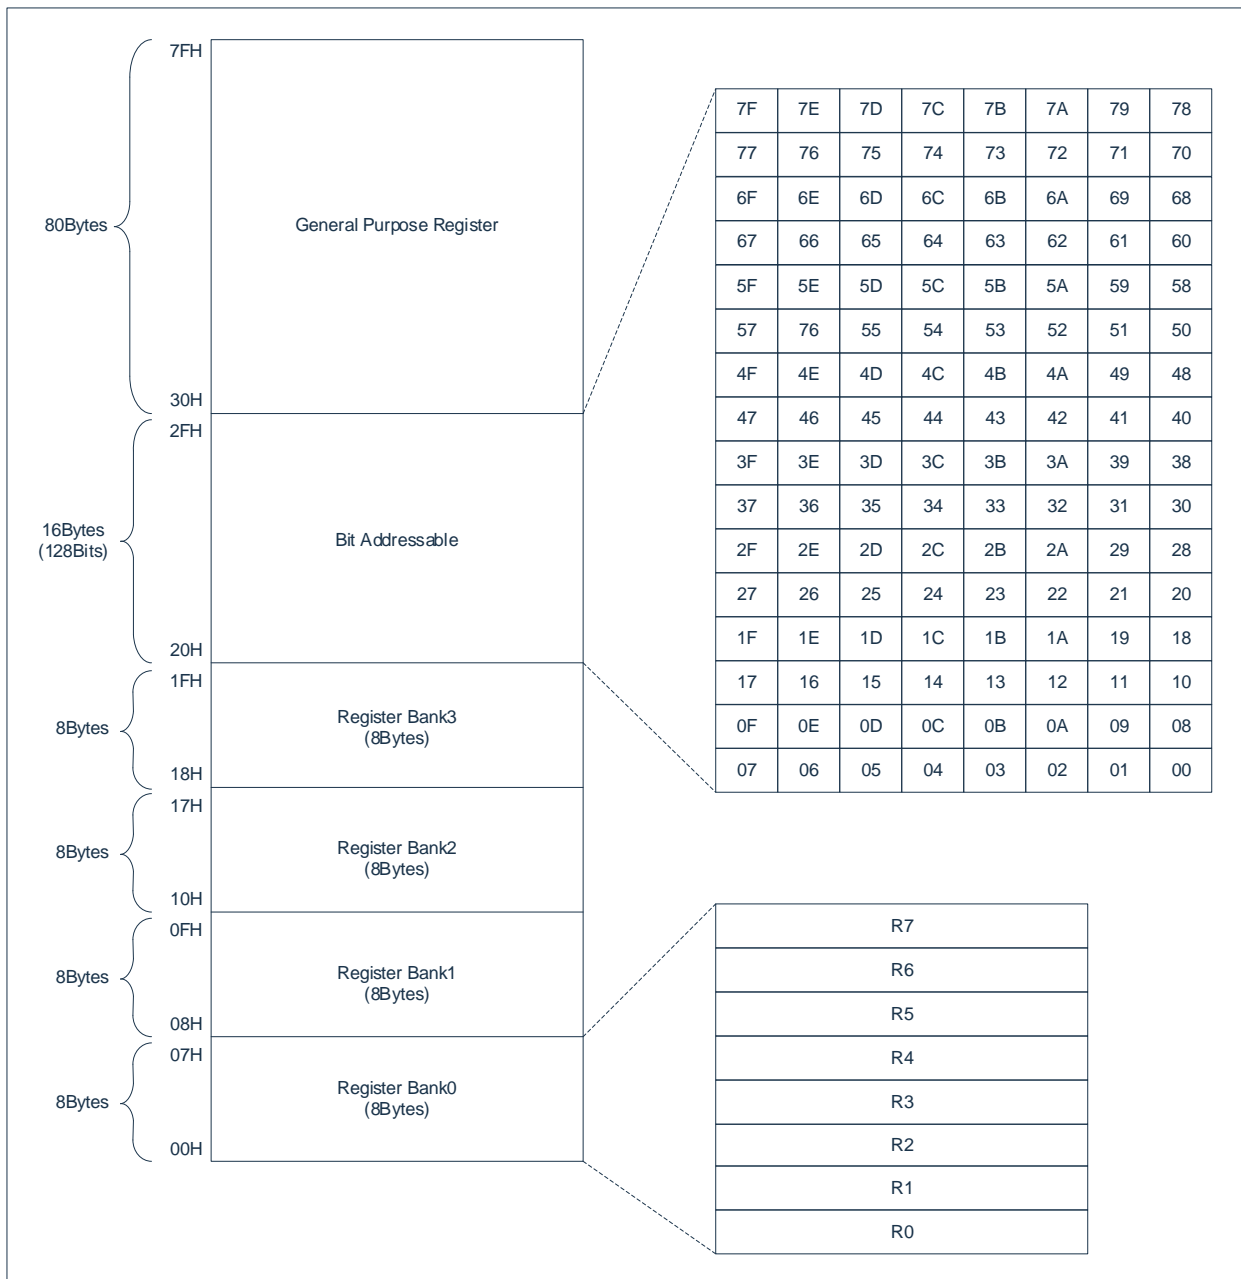 7FH
80Bytes
General Purpose Register
30H
2FH
16Bytes
(128Bits)
Bit Addressable
20H
1FH
8Bytes
Register Bank3
(8Bytes)
18H
17H
8Bytes
Register Bank2
(8Bytes)
10H
0FH
8Bytes
Register Bank1
(8Bytes)
08H
07H
8Bytes
Register Bank0
(8Bytes)
00H
7F 7E 7D 7C 7B 7A 79 78
77 76 75 74 73 72 71 70
6F 6E 6D 6C 6B 6A 69 68
67 66 65 64 63 62 61 60
5F 5E 5D 5C 5B 5A 59 58
57 76 55 54 53 52 51 50
4F 4E 4D 4C 4B 4A 49 48
47 46 45 44 43 42 41 40
3F 3E 3D 3C 3B 3A 39 38
37 36 35 34 33 32 31 30
2F 2E 2D 2C 2B 2A 29 28
27 26 25 24 23 22 21 20
1F 1E 1D 1C 1B 1A 19 18
17 16 15 14 13 12 11 10
0F 0E 0D 0C 0B 0A 09 08
07 06 05 04 03 02 01 00
R7
R6
R5
R4
R3
R2
R1
R0